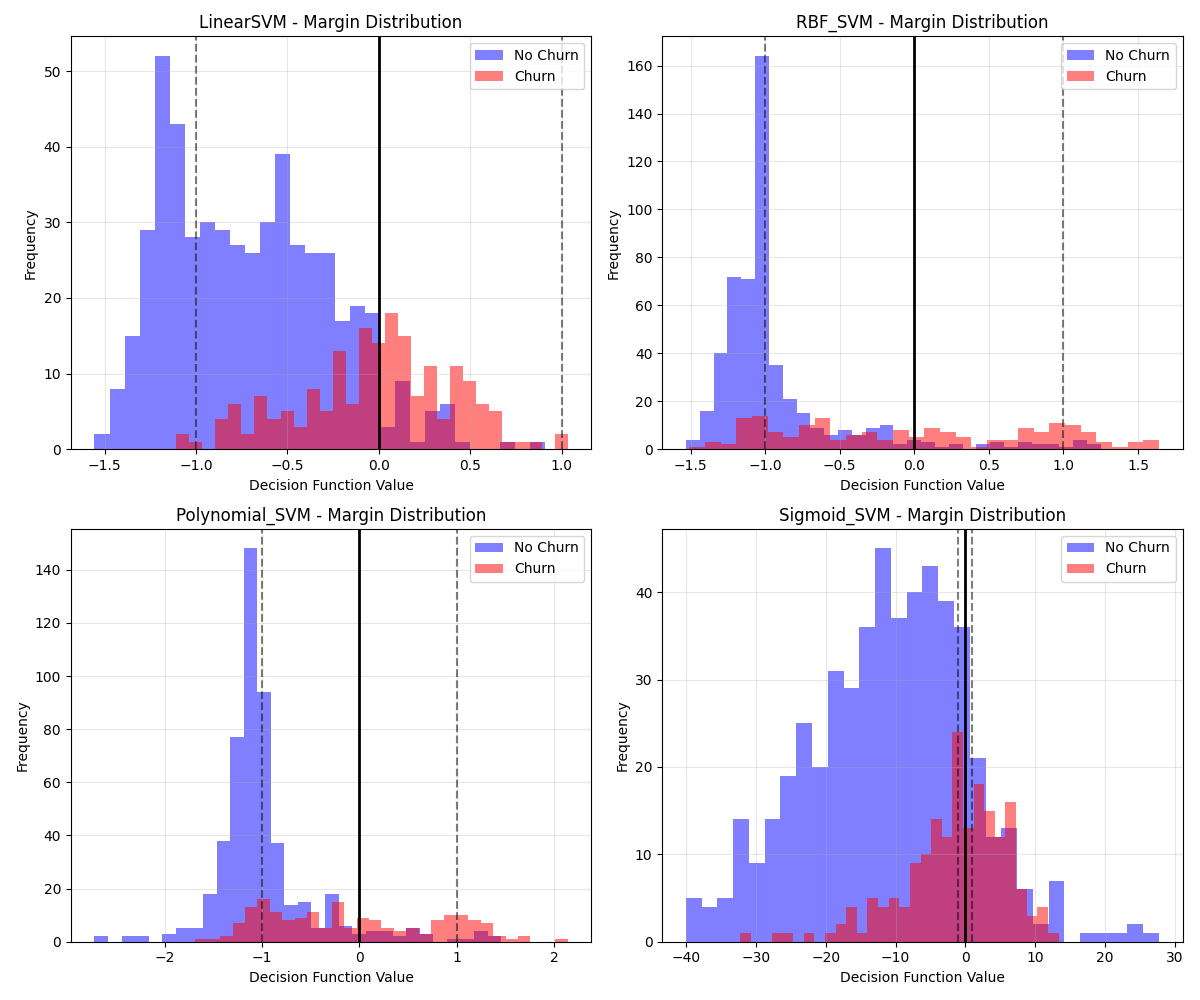 LinearSVM - Margin Distribution
No Churn
Churn
50
40
30
20
10
0
Frequency
−1.5
−1.0
−0.5
0.0
0.5
1.0
Decision Function Value
RBF_SVM - Margin Distribution
No Churn
Churn
160
140
120
100
80
60
40
20
0
Frequency
−1.5
−1.0
−0.5
0.0
0.5
1.0
1.5
Decision Function Value
Polynomial_SVM - Margin Distribution
No Churn
Churn
140
120
100
80
60
40
20
0
Frequency
−2
−1
0
1
2
Decision Function Value
Sigmoid_SVM - Margin Distribution
No Churn
Churn
40
30
20
10
0
Frequency
−40
−30
−20
−10
0
10
20
30
Decision Function Value